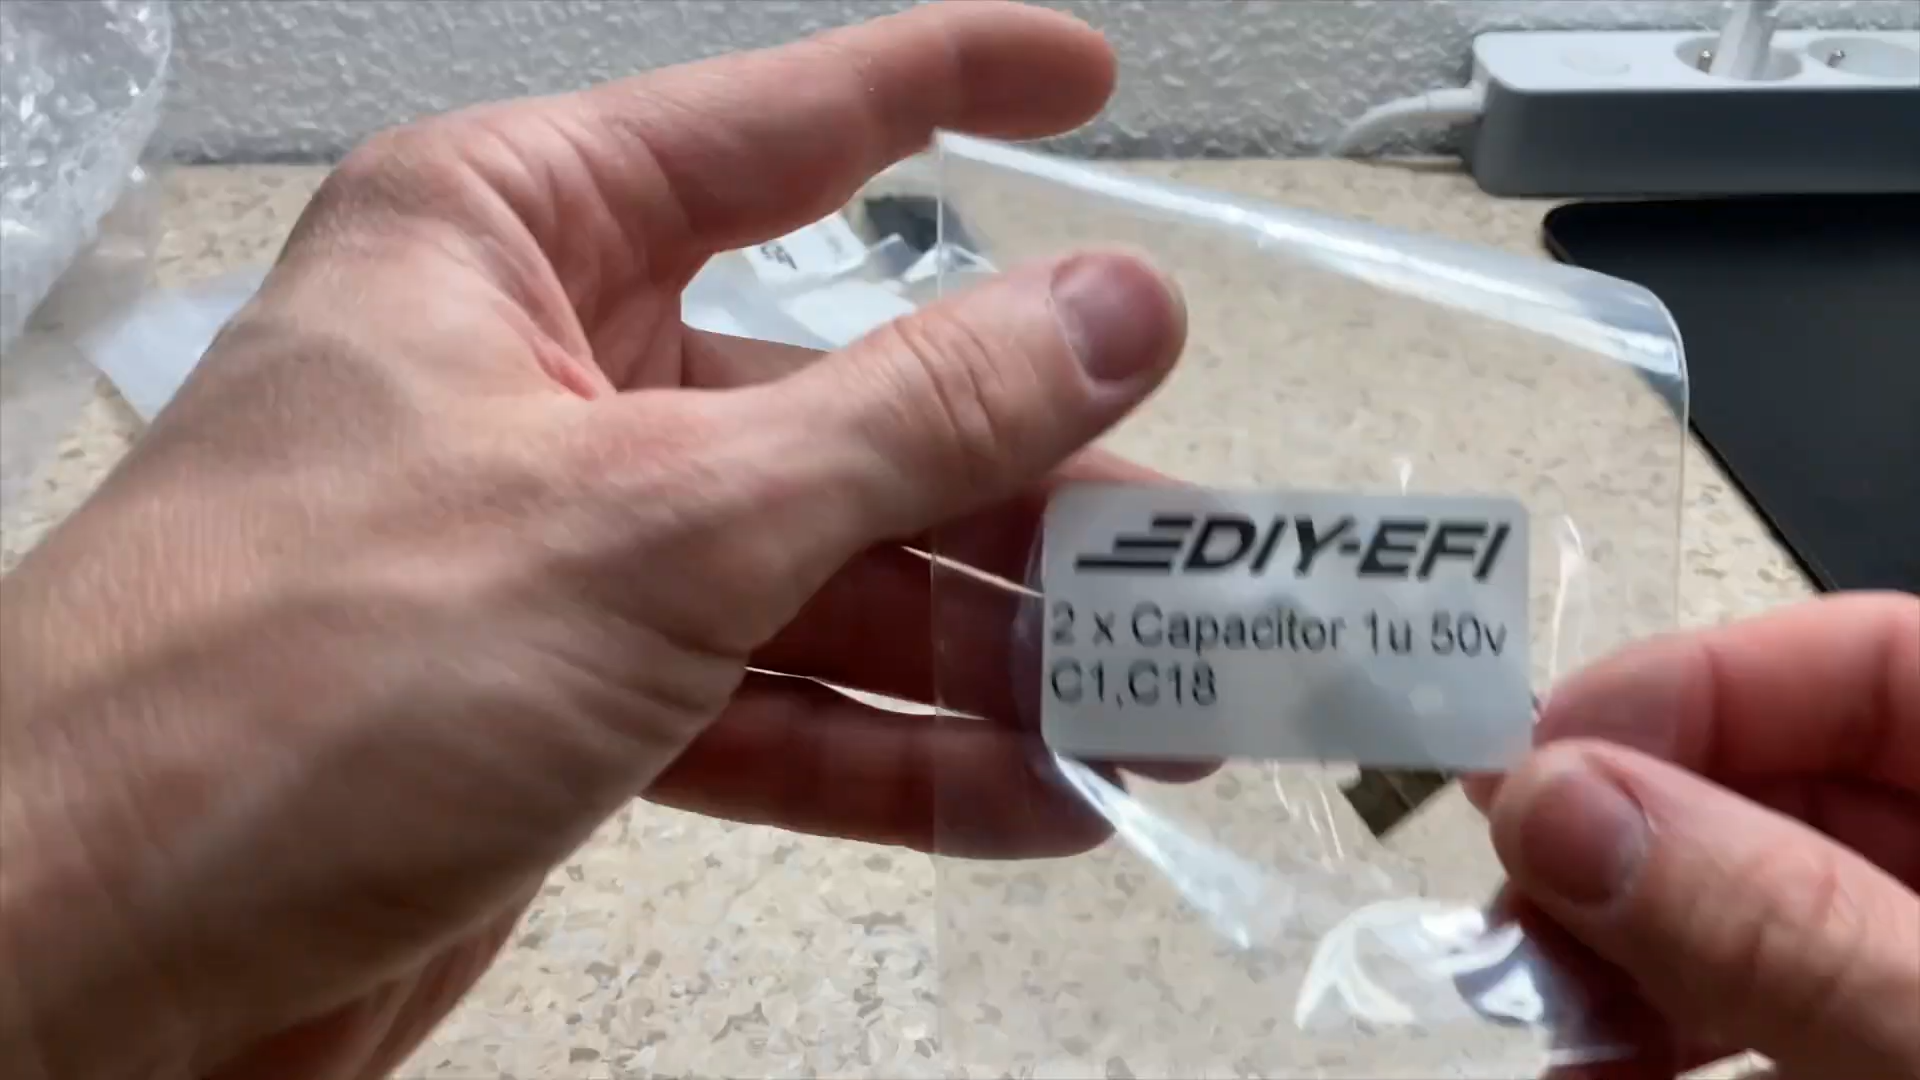 DIY-EFI
2 x Capacitor 1u 50v
C1,C18